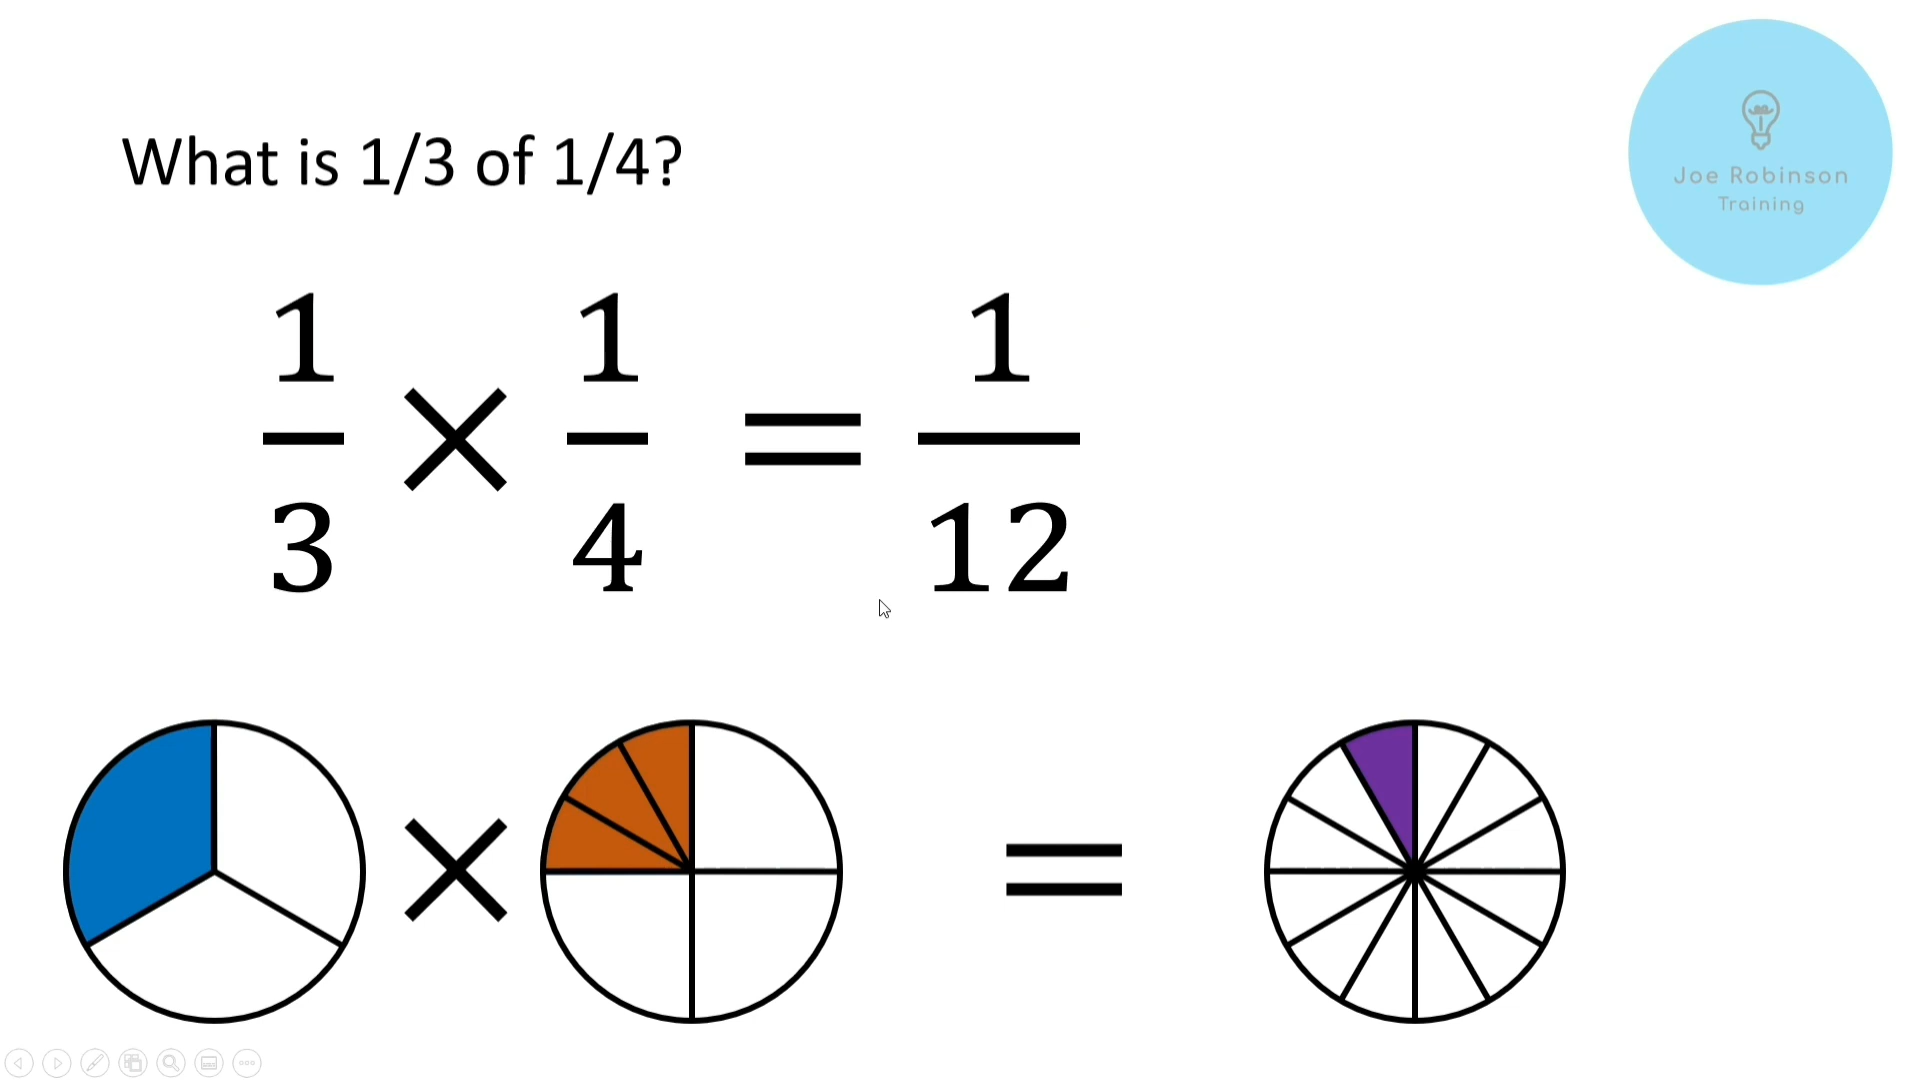 What is 1/3 of 1/4?
Joe Robinson
Training
1 1 1
× =
3 4 12
× =